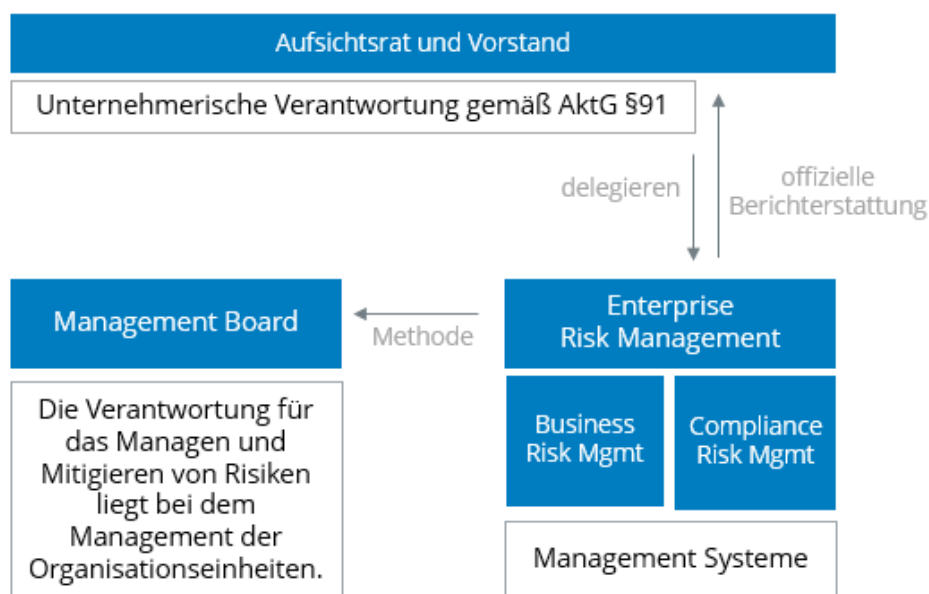 Aufsichtsrat und Vorstand
Unternehmerische Verantwortung gemäß AktG §91
delegieren
offizielle
Berichterstattung
Management Board
Methode
Enterprise
Risk Management
Die Verantwortung für
das Managen und
Mitigieren von Risiken
liegt bei dem
Management der
Organisationseinheiten.
Business
Risk Mgmt
Compliance
Risk Mgmt
Management Systeme